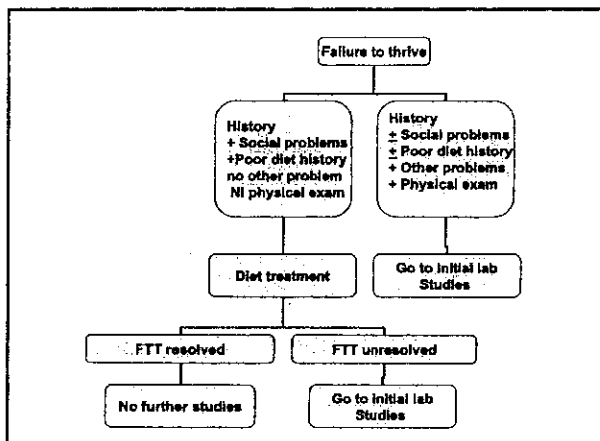 Failure to thrive
History
+ Social problems
+Poor diet history
no other problem
Nl physical exam
History
± Social problems
± Poor diet history
+ Other problems
+ Physical exam
Diet treatment
Go to initial lab
Studies
FTT resolved
FTT unresolved
No further studies
Go to initial lab
Studies